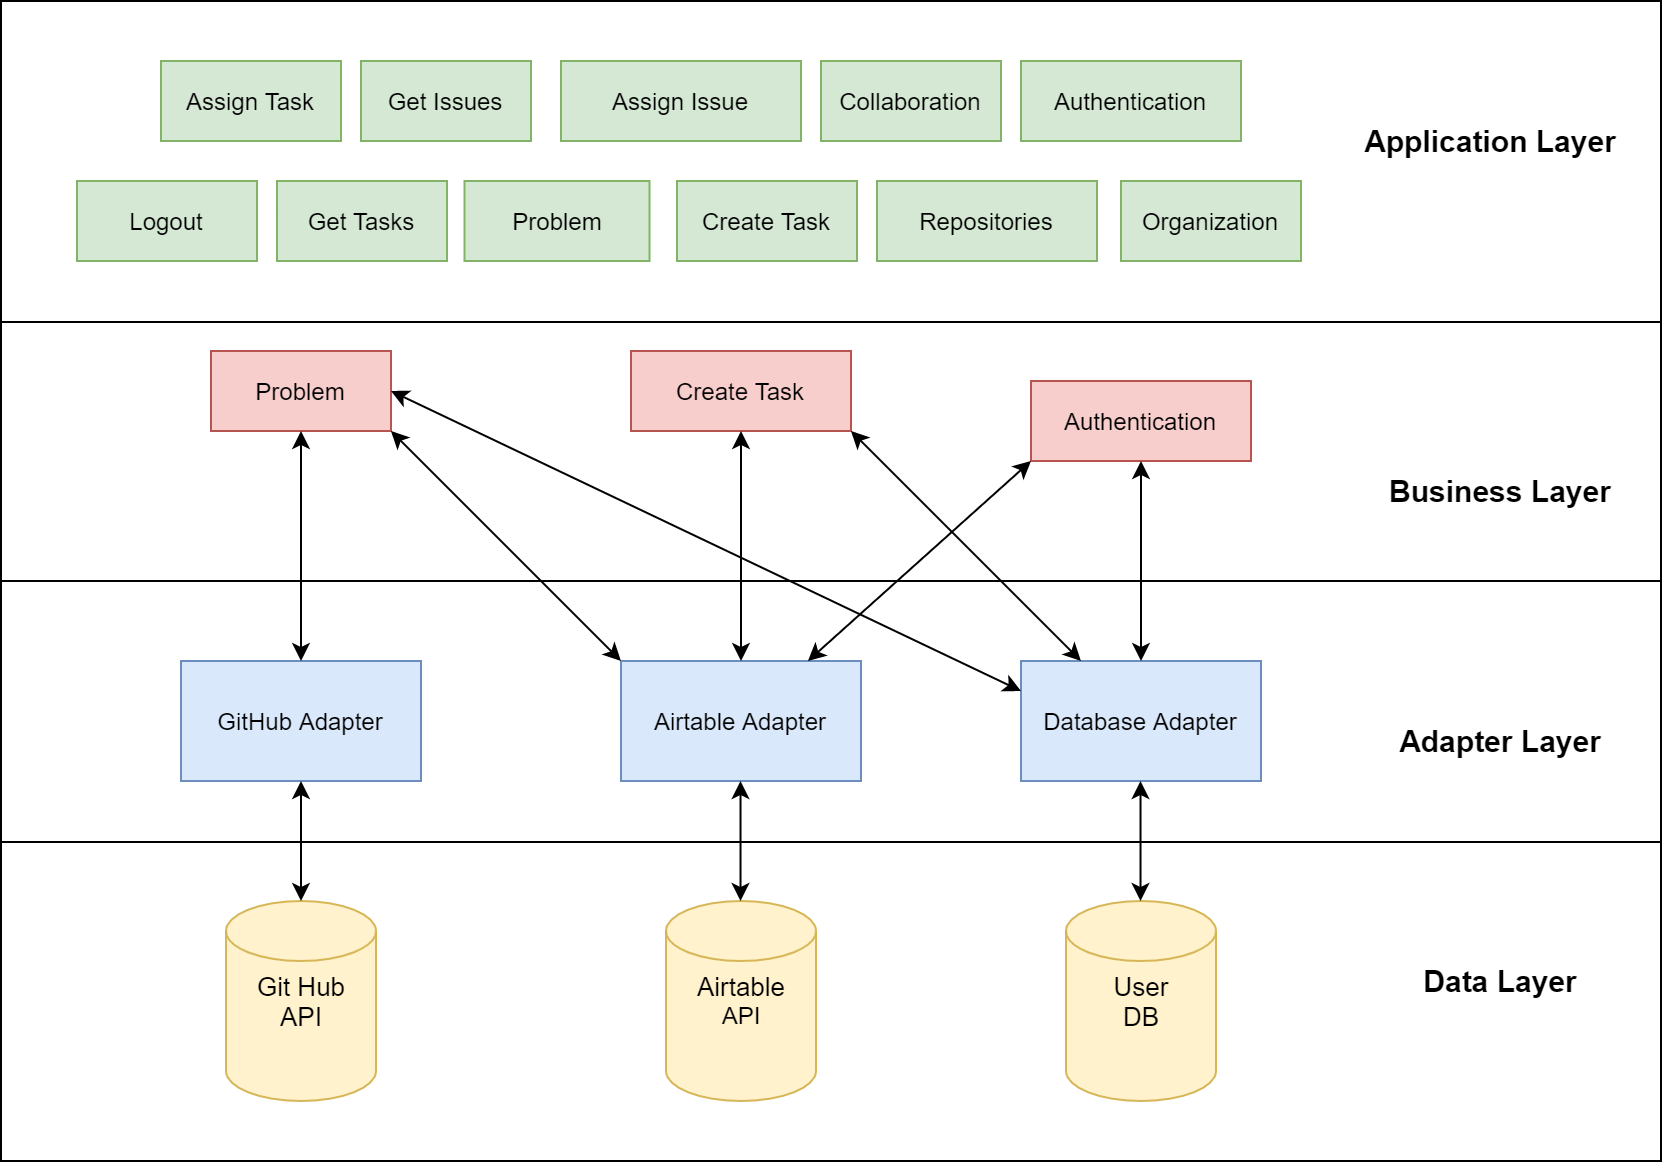 Assign Task
Get Issues
Assign Issue
Collaboration
Authentication
Application Layer
Logout
Get Tasks
Problem
Create Task
Repositories
Organization
Problem
Create Task
Authentication
Business Layer
GitHub Adapter
Airtable Adapter
Database Adapter
Adapter Layer
Git Hub
API
Airtable
API
User
DB
Data Layer